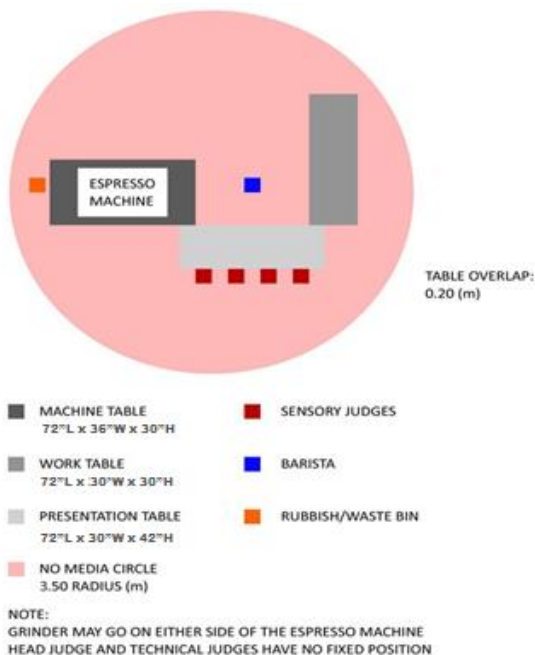 ESPRESSO
MACHINE
TABLE OVERLAP:
0.20 (m)
MACHINE TABLE
72"L x 36"W x 30"H
SENSORY JUDGES
WORK TABLE
72"L x 30"W x 30"H
BARISTA
PRESENTATION TABLE
72"L x 30"W x 42"H
RUBBISH/WASTE BIN
NO MEDIA CIRCLE
3.50 RADIUS (m)
NOTE:
GRINDER MAY GO ON EITHER SIDE OF THE ESPRESSO MACHINE
HEAD JUDGE AND TECHNICAL JUDGES HAVE NO FIXED POSITION